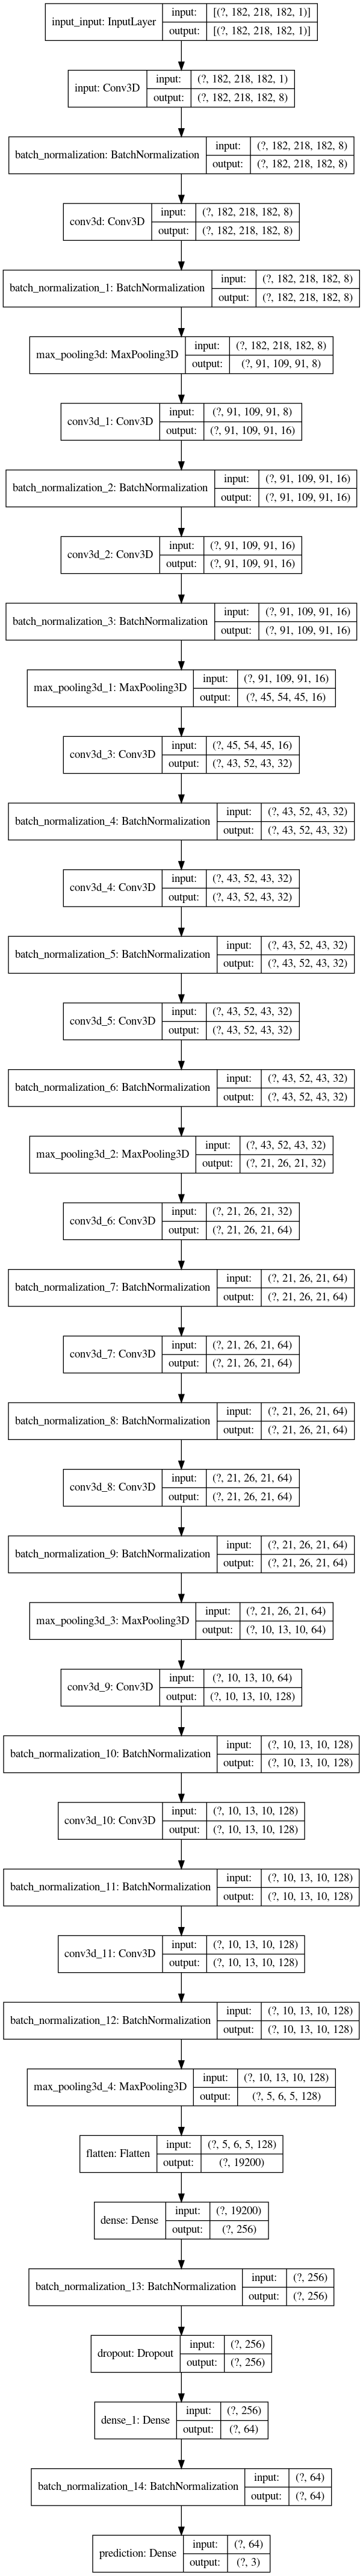 input_input: InputLayer
input: [(?, 182, 218, 182, 1)]
output: [(?, 182, 218, 182, 1)]
input: Conv3D
input: (?, 182, 218, 182, 1)
output: (?, 182, 218, 182, 8)
batch_normalization: BatchNormalization
input: (?, 182, 218, 182, 8)
output: (?, 182, 218, 182, 8)
conv3d: Conv3D
input: (?, 182, 218, 182, 8)
output: (?, 182, 218, 182, 8)
batch_normalization_1: BatchNormalization
input: (?, 182, 218, 182, 8)
output: (?, 182, 218, 182, 8)
max_pooling3d: MaxPooling3D
input: (?, 182, 218, 182, 8)
output: (?, 91, 109, 91, 8)
conv3d_1: Conv3D
input: (?, 91, 109, 91, 8)
output: (?, 91, 109, 91, 16)
batch_normalization_2: BatchNormalization
input: (?, 91, 109, 91, 16)
output: (?, 91, 109, 91, 16)
conv3d_2: Conv3D
input: (?, 91, 109, 91, 16)
output: (?, 91, 109, 91, 16)
batch_normalization_3: BatchNormalization
input: (?, 91, 109, 91, 16)
output: (?, 91, 109, 91, 16)
max_pooling3d_1: MaxPooling3D
input: (?, 91, 109, 91, 16)
output: (?, 45, 54, 45, 16)
conv3d_3: Conv3D
input: (?, 45, 54, 45, 16)
output: (?, 43, 52, 43, 32)
batch_normalization_4: BatchNormalization
input: (?, 43, 52, 43, 32)
output: (?, 43, 52, 43, 32)
conv3d_4: Conv3D
input: (?, 43, 52, 43, 32)
output: (?, 43, 52, 43, 32)
batch_normalization_5: BatchNormalization
input: (?, 43, 52, 43, 32)
output: (?, 43, 52, 43, 32)
conv3d_5: Conv3D
input: (?, 43, 52, 43, 32)
output: (?, 43, 52, 43, 32)
batch_normalization_6: BatchNormalization
input: (?, 43, 52, 43, 32)
output: (?, 43, 52, 43, 32)
max_pooling3d_2: MaxPooling3D
input: (?, 43, 52, 43, 32)
output: (?, 21, 26, 21, 32)
conv3d_6: Conv3D
input: (?, 21, 26, 21, 32)
output: (?, 21, 26, 21, 64)
batch_normalization_7: BatchNormalization
input: (?, 21, 26, 21, 64)
output: (?, 21, 26, 21, 64)
conv3d_7: Conv3D
input: (?, 21, 26, 21, 64)
output: (?, 21, 26, 21, 64)
batch_normalization_8: BatchNormalization
input: (?, 21, 26, 21, 64)
output: (?, 21, 26, 21, 64)
conv3d_8: Conv3D
input: (?, 21, 26, 21, 64)
output: (?, 21, 26, 21, 64)
batch_normalization_9: BatchNormalization
input: (?, 21, 26, 21, 64)
output: (?, 21, 26, 21, 64)
max_pooling3d_3: MaxPooling3D
input: (?, 21, 26, 21, 64)
output: (?, 10, 13, 10, 64)
conv3d_9: Conv3D
input: (?, 10, 13, 10, 64)
output: (?, 10, 13, 10, 128)
batch_normalization_10: BatchNormalization
input: (?, 10, 13, 10, 128)
output: (?, 10, 13, 10, 128)
conv3d_10: Conv3D
input: (?, 10, 13, 10, 128)
output: (?, 10, 13, 10, 128)
batch_normalization_11: BatchNormalization
input: (?, 10, 13, 10, 128)
output: (?, 10, 13, 10, 128)
conv3d_11: Conv3D
input: (?, 10, 13, 10, 128)
output: (?, 10, 13, 10, 128)
batch_normalization_12: BatchNormalization
input: (?, 10, 13, 10, 128)
output: (?, 10, 13, 10, 128)
max_pooling3d_4: MaxPooling3D
input: (?, 10, 13, 10, 128)
output: (?, 5, 6, 5, 128)
flatten: Flatten
input: (?, 5, 6, 5, 128)
output: (?, 19200)
dense: Dense
input: (?, 19200)
output: (?, 256)
batch_normalization_13: BatchNormalization
input: (?, 256)
output: (?, 256)
dropout: Dropout
input: (?, 256)
output: (?, 256)
dense_1: Dense
input: (?, 256)
output: (?, 64)
batch_normalization_14: BatchNormalization
input: (?, 64)
output: (?, 64)
prediction: Dense
input: (?, 64)
output: (?, 3)